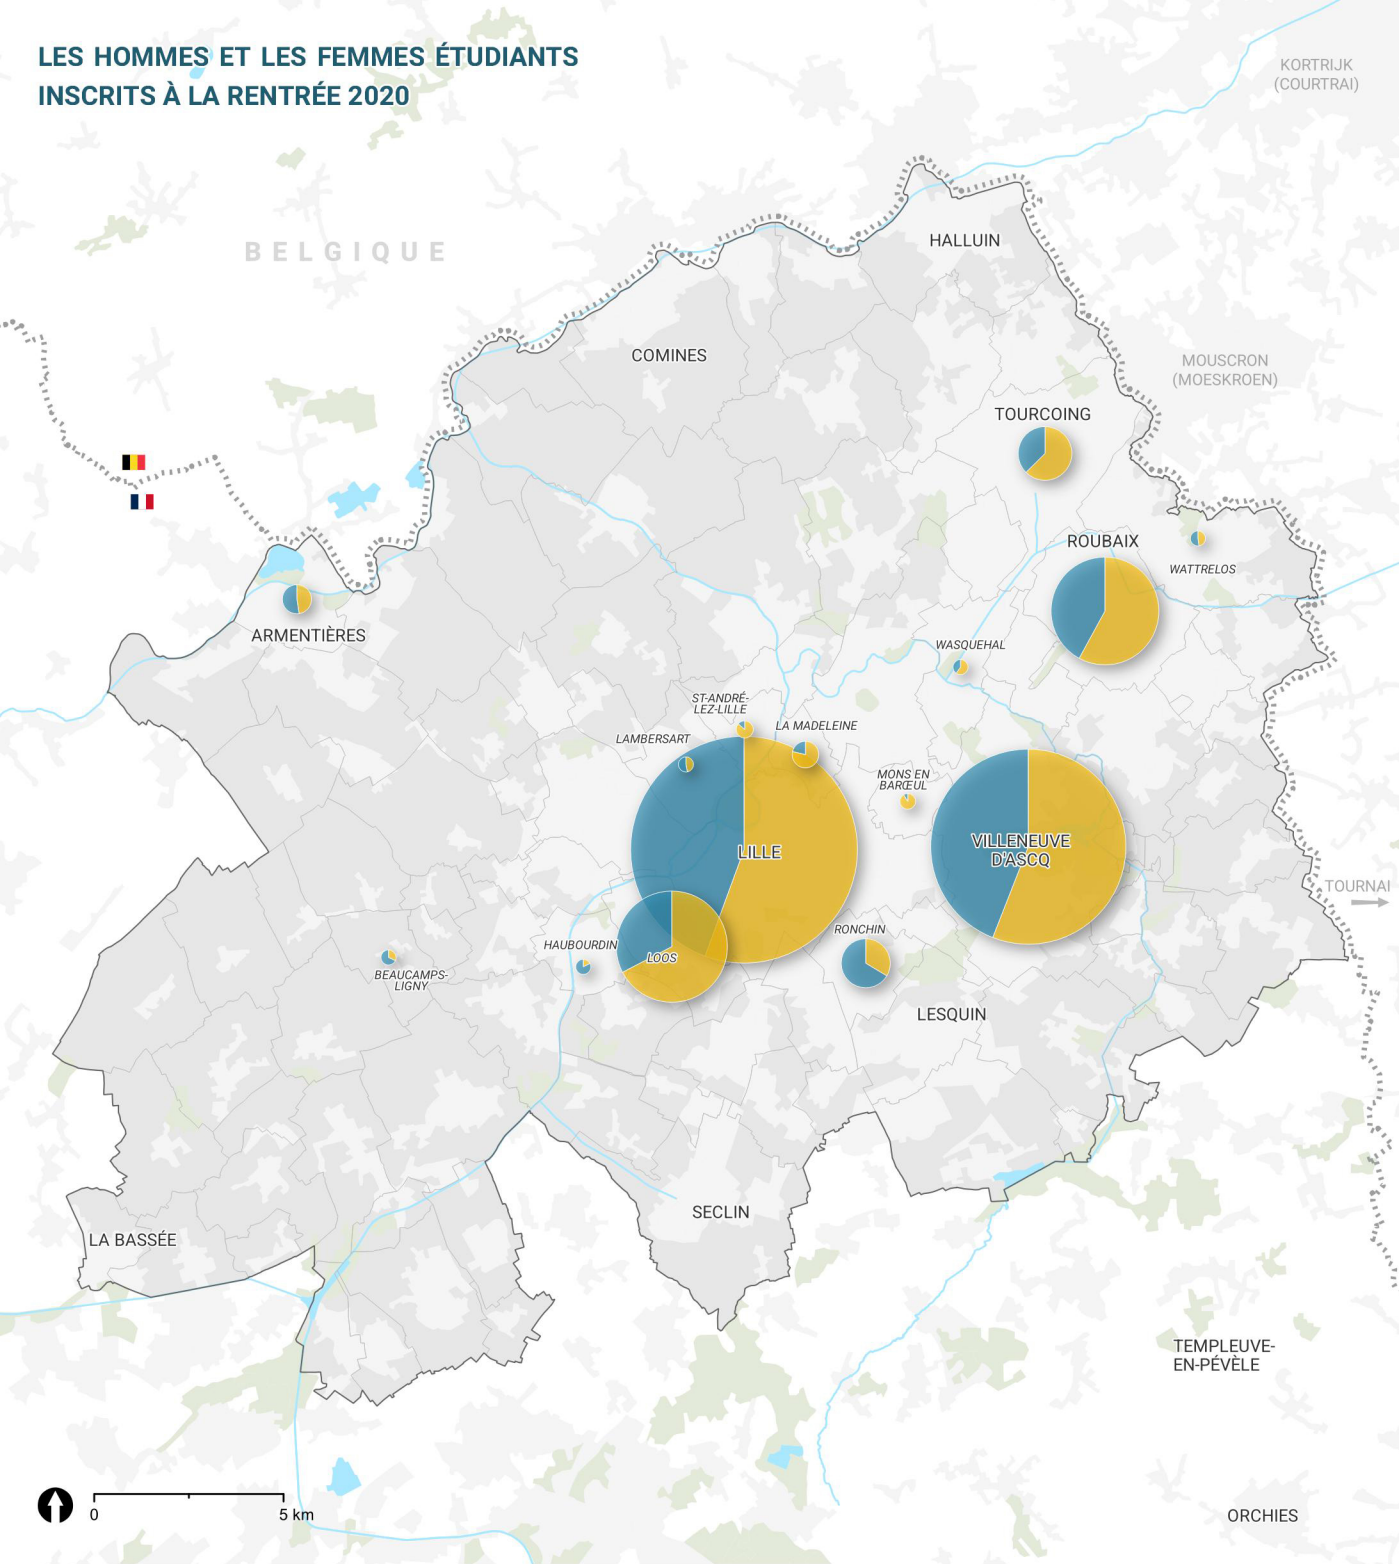 LES HOMMES ET LES FEMMES ÉTUDIANTS
INSCRITS À LA RENTRÉE 2020
KORTRIJK
(COURTRAI)
BELGIQUE
HALLUIN
COMINES
MOUSCRON
(MOESKROEN)
TOURCOING
ROUBAIX
WATTRELOS
ARMENTIÈRES
WASQUEHAL
ST-ANDRÉ-
LEZ-LILLE
LA MADELEINE
LAMBERSART
MONS EN
BARŒUL
VILLENEUVE
D'ASCQ
LILLE
TOURNAI
RONCHIN
HAUBOURDIN
LOOS
BEAUCAMPS-
LIGNY
LESQUIN
SECLIN
LA BASSÉE
TEMPLEUVE-
EN-PÉVÈLE
0 5 km
ORCHIES